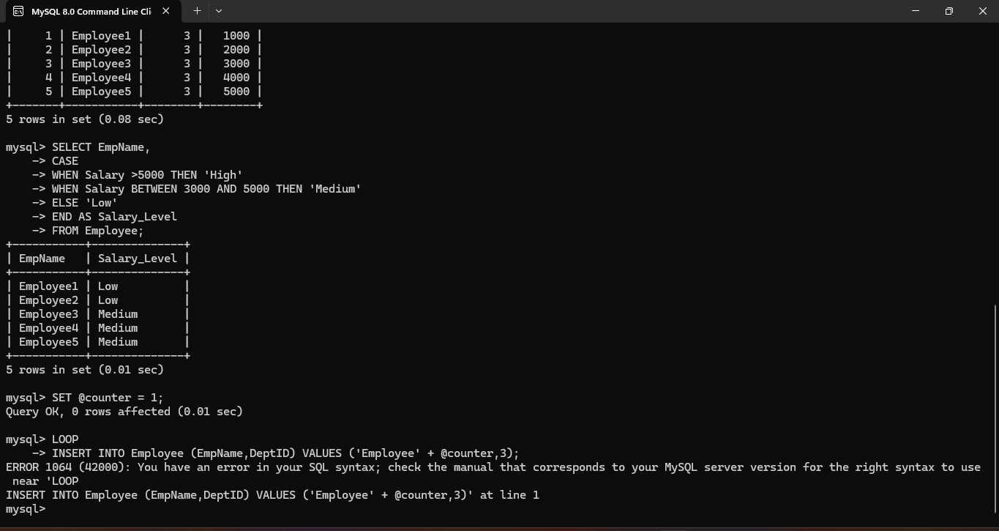 MySQL 8.0 Command Line Cli
|      1 | Employee1 |      3 |   1000 |
|      2 | Employee2 |      3 |   2000 |
|      3 | Employee3 |      3 |   3000 |
|      4 | Employee4 |      3 |   4000 |
|      5 | Employee5 |      3 |   5000 |
+--------+-----------+--------+--------+
5 rows in set (0.08 sec)
mysql> SELECT EmpName,
    -> CASE
    -> WHEN Salary >5000 THEN 'High'
    -> WHEN Salary BETWEEN 3000 AND 5000 THEN 'Medium'
    -> ELSE 'Low'
    -> END AS Salary_Level
    -> FROM Employee;
+-----------+--------------+
| EmpName   | Salary_Level |
+-----------+--------------+
| Employee1 | Low          |
| Employee2 | Low          |
| Employee3 | Medium       |
| Employee4 | Medium       |
| Employee5 | Medium       |
+-----------+--------------+
5 rows in set (0.01 sec)
mysql> SET @counter = 1;
Query OK, 0 rows affected (0.01 sec)
mysql> LOOP
    -> INSERT INTO Employee (EmpName,DeptID) VALUES ('Employee' + @counter,3);
ERROR 1064 (42000): You have an error in your SQL syntax; check the manual that corresponds to your MySQL server version for the right syntax to use
 near 'LOOP
INSERT INTO Employee (EmpName,DeptID) VALUES ('Employee' + @counter,3)' at line 1
mysql>